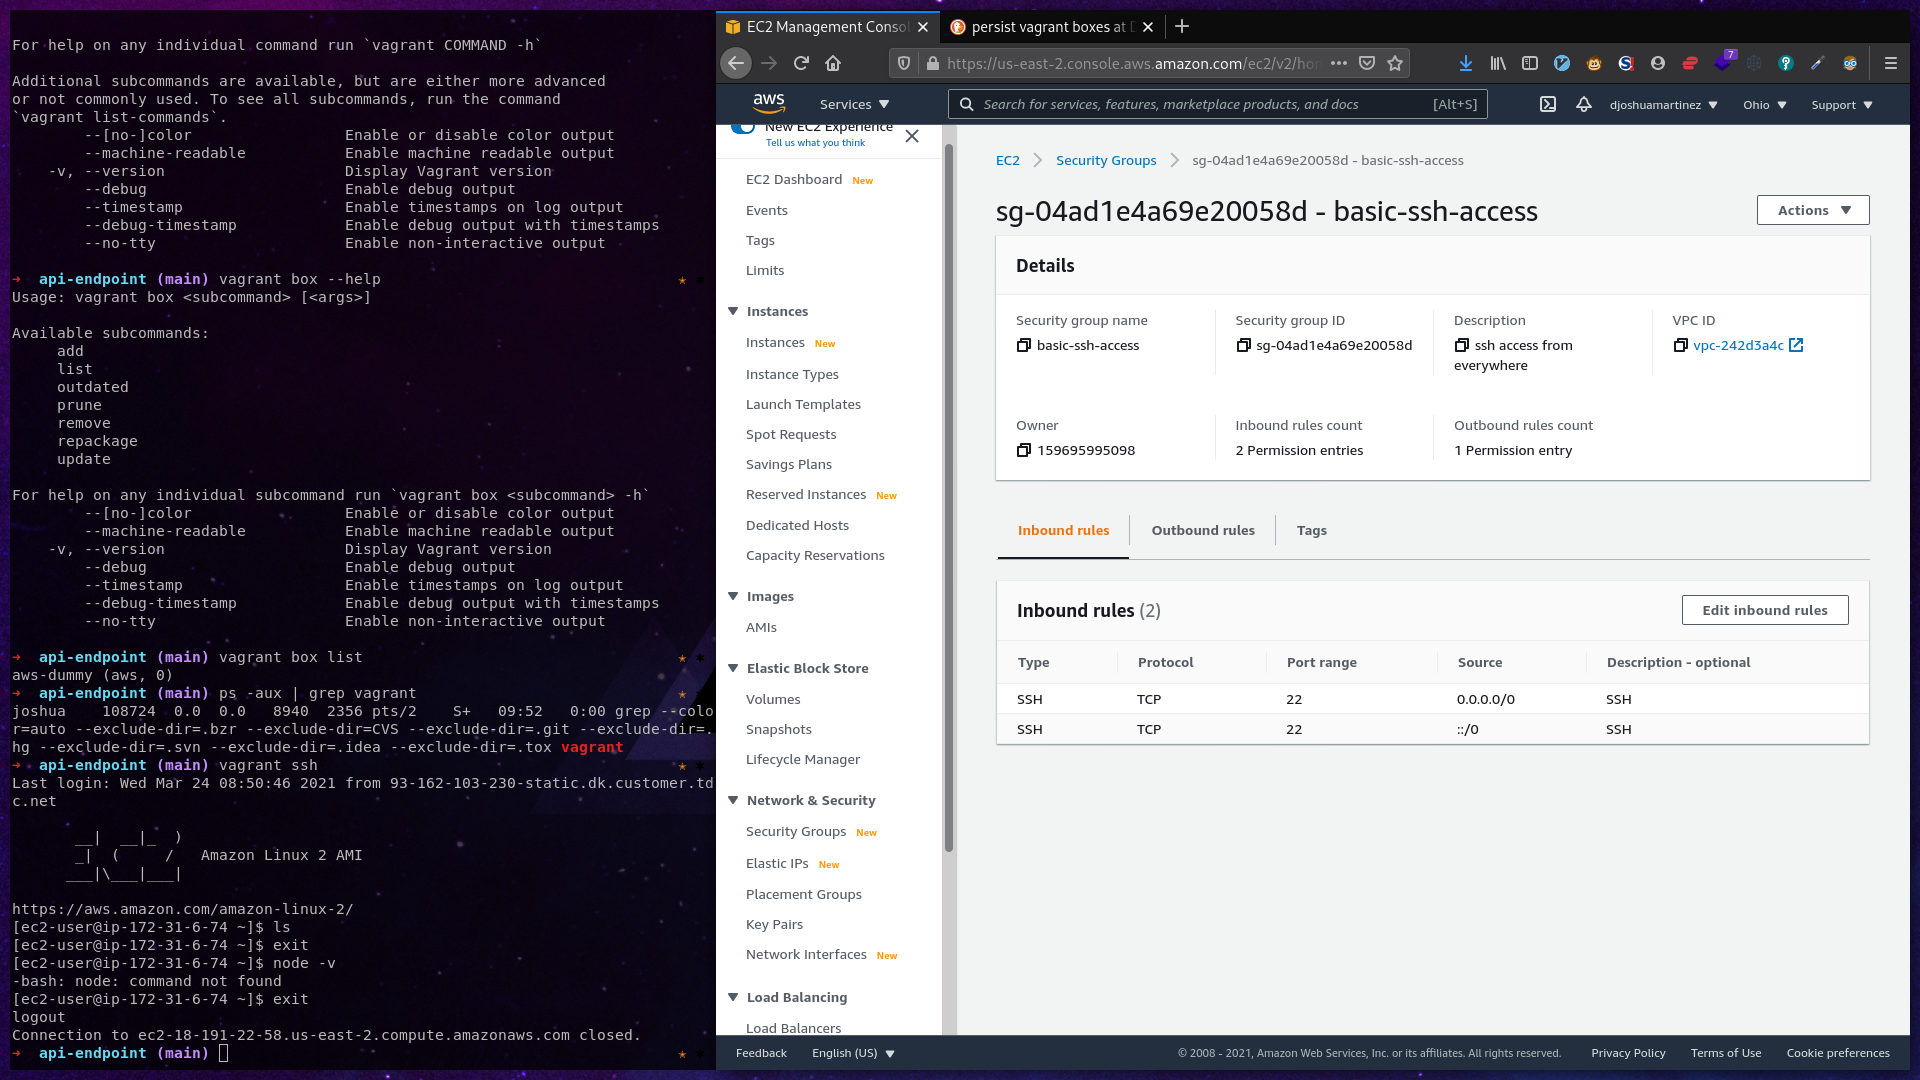 For help on any individual command run `vagrant COMMAND -h`
Additional subcommands are available, but are either more advanced
or not commonly used. To see all subcommands, run the command
`vagrant list-commands`.
--[no-]color Enable or disable color output
--machine-readable Enable machine readable output
-v, --version Display Vagrant version
--debug Enable debug output
--timestamp Enable timestamps on log output
--debug-timestamp Enable debug output with timestamps
--no-tty Enable non-interactive output
→ api-endpoint (main) vagrant box --help
Usage: vagrant box <subcommand> [<args>]
Available subcommands:
add
list
outdated
prune
remove
repackage
update
For help on any individual subcommand run `vagrant box <subcommand> -h`
--[no-]color Enable or disable color output
--machine-readable Enable machine readable output
-v, --version Display Vagrant version
--debug Enable debug output
--timestamp Enable timestamps on log output
--debug-timestamp Enable debug output with timestamps
--no-tty Enable non-interactive output
→ api-endpoint (main) vagrant box list
aws-dummy (aws, 0)
→ api-endpoint (main) ps -aux | grep vagrant
joshua 108724 0.0 0.0 8940 2356 pts/2 S+ 09:52 0:00 grep --colo
r=auto --exclude-dir=.bzr --exclude-dir=CVS --exclude-dir=.git --exclude-dir=.
hg --exclude-dir=.svn --exclude-dir=.idea --exclude-dir=.tox vagrant
→ api-endpoint (main) vagrant ssh
Last login: Wed Mar 24 08:50:46 2021 from 93-162-103-230-static.dk.customer.td
c.net
__| __|_ )
_| ( / Amazon Linux 2 AMI
___|\___|___|
https://aws.amazon.com/amazon-linux-2/
[ec2-user@ip-172-31-6-74 ~]$ ls
[ec2-user@ip-172-31-6-74 ~]$ exit
[ec2-user@ip-172-31-6-74 ~]$ node -v
-bash: node: command not found
[ec2-user@ip-172-31-6-74 ~]$ exit
logout
Connection to ec2-18-191-22-58.us-east-2.compute.amazonaws.com closed.
→ api-endpoint (main)
EC2 Management Consol
persist vagrant boxes at
https://us-east-2.console.aws.amazon.com/ec2/v2/ho
7
aws
Services
Search for services, features, marketplace products, and docs [Alt+S]
djoshuamartinez
Ohio
Support
New EC2 Experience
Tell us what you think
EC2 Dashboard New
Events
Tags
Limits
Instances
Instances New
Instance Types
Launch Templates
Spot Requests
Savings Plans
Reserved Instances New
Dedicated Hosts
Capacity Reservations
Images
AMIs
Elastic Block Store
Volumes
Snapshots
Lifecycle Manager
Network & Security
Security Groups New
Elastic IPs New
Placement Groups
Key Pairs
Network Interfaces New
Load Balancing
Load Balancers
EC2 > Security Groups > sg-04ad1e4a69e20058d - basic-ssh-access
sg-04ad1e4a69e20058d - basic-ssh-access
Actions
Details
Security group name
basic-ssh-access
Security group ID
sg-04ad1e4a69e20058d
Description
ssh access from
everywhere
VPC ID
vpc-242d3a4c
Owner
159695995098
Inbound rules count
2 Permission entries
Outbound rules count
1 Permission entry
Inbound rules
Outbound rules
Tags
Inbound rules (2)
Edit inbound rules
Type Protocol Port range Source Description - optional
SSH TCP 22 0.0.0.0/0 SSH
SSH TCP 22 ::/0 SSH
Feedback
English (US)
© 2008 - 2021, Amazon Web Services, Inc. or its affiliates. All rights reserved.
Privacy Policy
Terms of Use
Cookie preferences